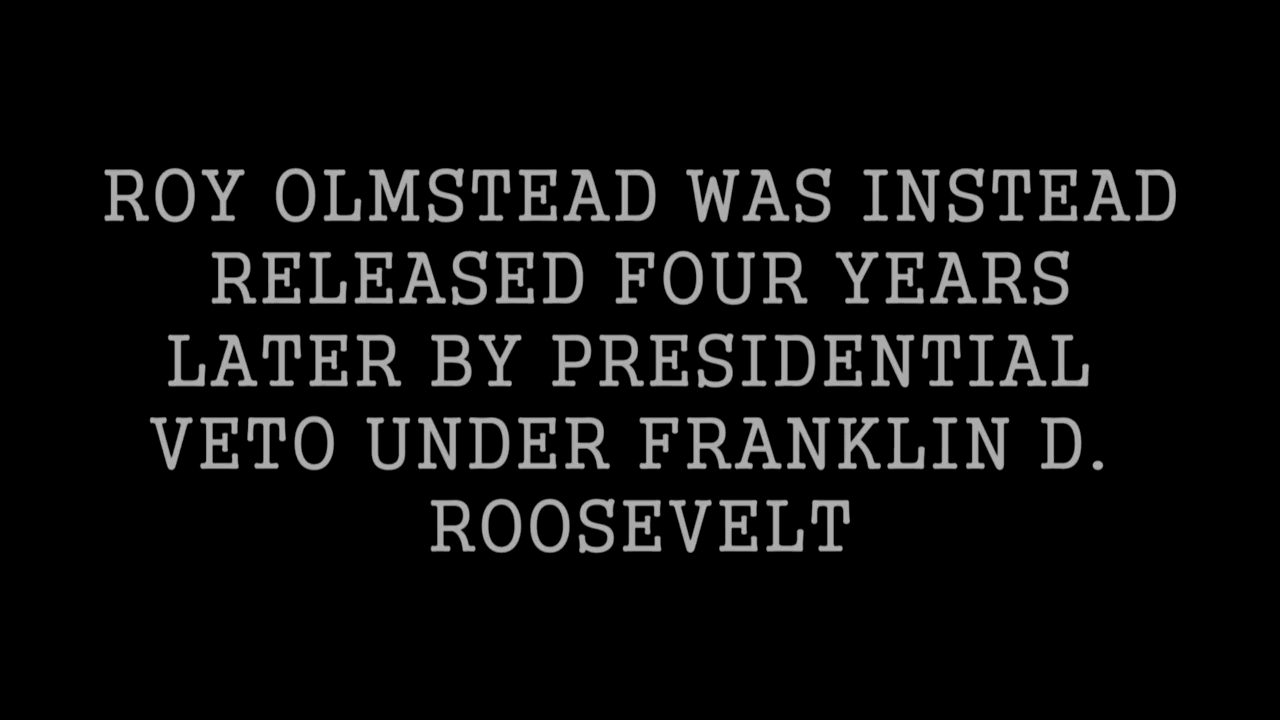 ROY OLMSTEAD WAS INSTEAD
RELEASED FOUR YEARS
LATER BY PRESIDENTIAL
VETO UNDER FRANKLIN D.
ROOSEVELT